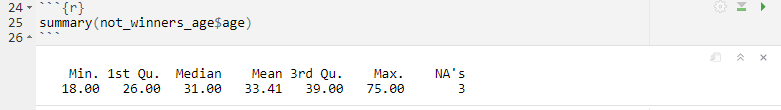 24 ```{r}
25 summary(not_winners_age$age)
26 ```
Min. 1st Qu. Median Mean 3rd Qu. Max. NA's
18.00 26.00 31.00 33.41 39.00 75.00 3